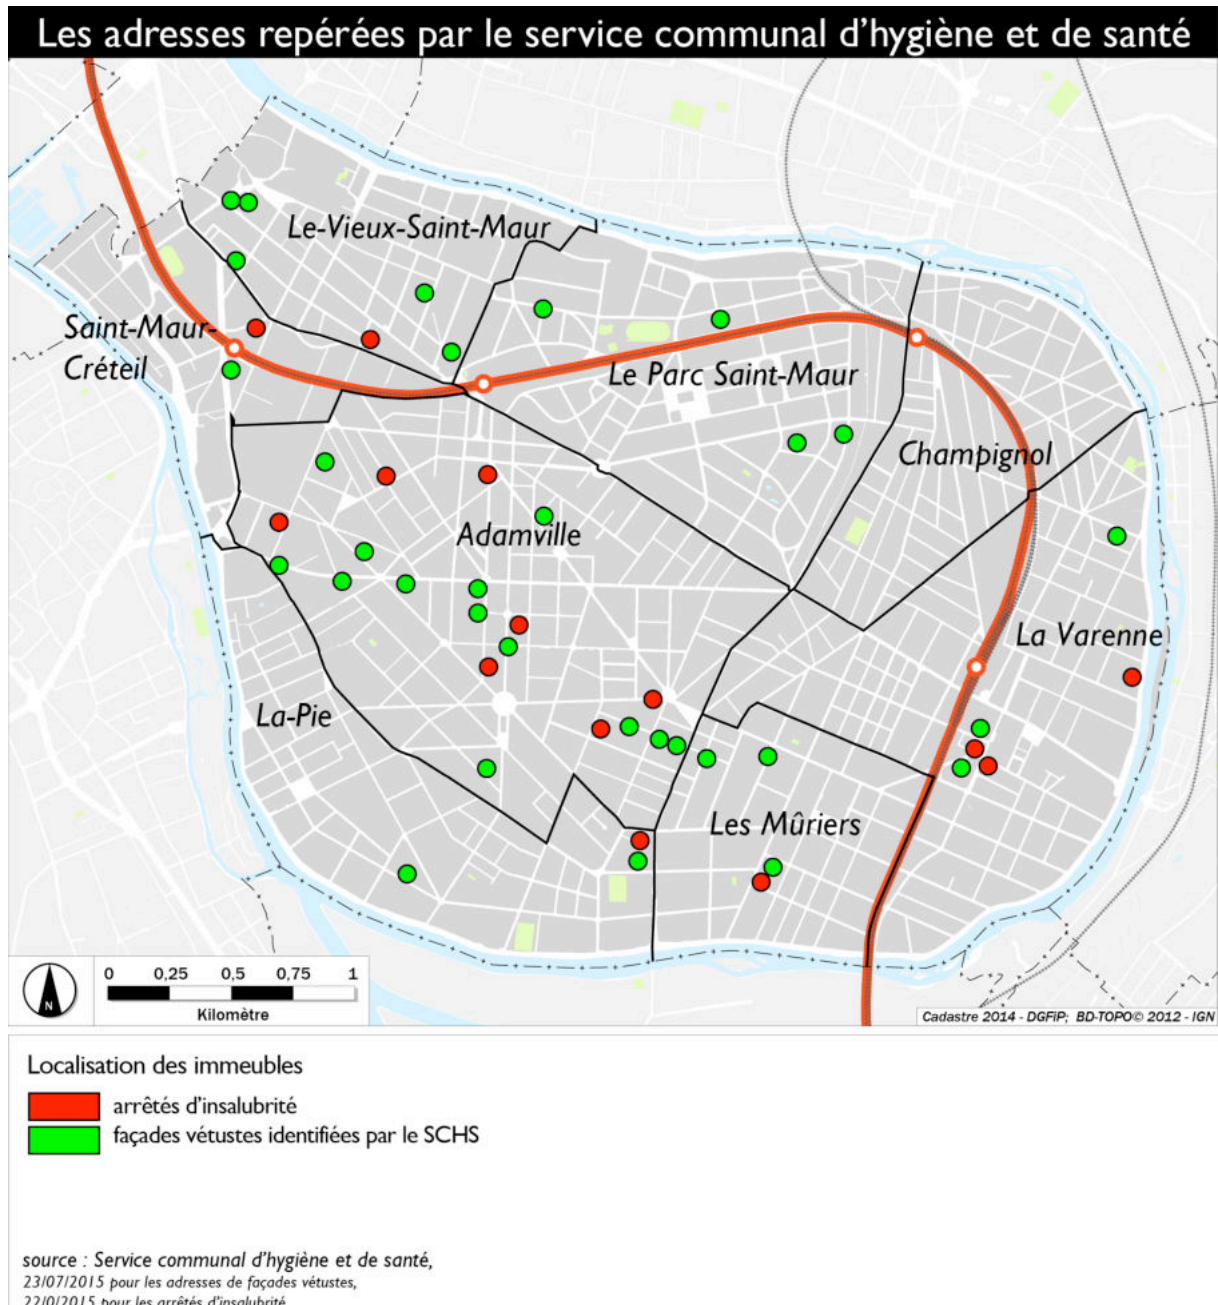 Les adresses repérées par le service communal d'hygiène et de santé
Le-Vieux-Saint-Maur
Saint-Maur-
Créteil
Le Parc Saint-Maur
Champignol
Adamville
La Varenne
La-Pie
Les Mûriers
0 0,25 0,5 0,75 1
Kilomètre
N
Cadastre 2014 - DGFiP; BD-TOPO© 2012 - IGN
Localisation des immeubles
arrêtés d'insalubrité
façades vétustes identifiées par le SCHS
source : Service communal d'hygiène et de santé,
23/07/2015 pour les adresses de façades vétustes,
22/0/2015 pour les arrêtés d'insalubrité